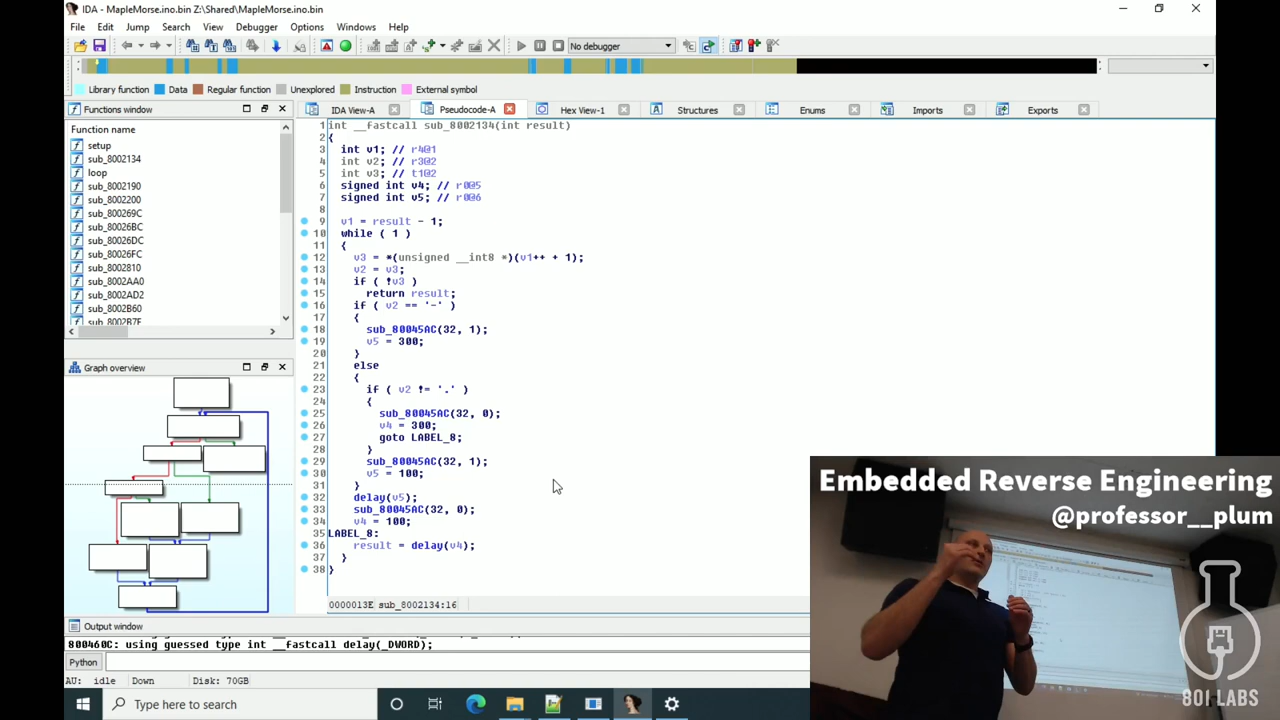 IDA - MapleMorse.ino.bin Z:\Shared\MapleMorse.ino.bin
File Edit Jump Search View Debugger Options Windows Help
No debugger
Library function Data Regular function Unexplored Instruction External symbol
Functions window
IDA View-A Pseudocode-A Hex View-1 Structures Enums Imports Exports
Function name
setup
sub_8002134
loop
sub_8002190
sub_8002200
sub_800269C
sub_80026BC
sub_80026DC
sub_80026FC
sub_8002810
sub_8002AA0
sub_8002AD2
sub_8002B60
sub_8002B7E
Graph overview
1 int __fastcall sub_8002134(int result)
2 {
3 int v1; // r4@1
4 int v2; // r3@2
5 int v3; // t1@2
6 signed int v4; // r0@5
7 signed int v5; // r0@6
8
9 v1 = result - 1;
10 while ( 1 )
11 {
12 v3 = *(unsigned __int8 *)(v1++ + 1);
13 v2 = v3;
14 if ( !v3 )
15 return result;
16 if ( v2 == '-' )
17 {
18 sub_80045AC(32, 1);
19 v5 = 300;
20 }
21 else
22 {
23 if ( v2 != '.' )
24 {
25 sub_80045AC(32, 0);
26 v4 = 300;
27 goto LABEL_8;
28 }
29 sub_80045AC(32, 1);
30 v5 = 100;
31 }
32 delay(v5);
33 sub_80045AC(32, 0);
34 v4 = 100;
35 LABEL_8:
36 result = delay(v4);
37 }
38 }
0000013E sub_8002134:16
Output window
800460C: using guessed type int __fastcall delay(_DWORD);
Python
AU: idle Down Disk: 70GB
Type here to search
Embedded Reverse Engineering
@professor__plum
801 LABS